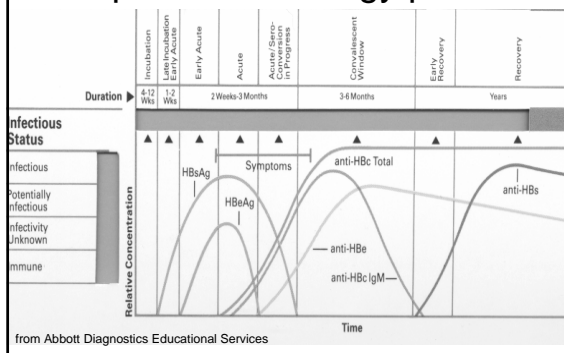 Incubation
Late Incubation
Early Acute
Early Acute
Acute
Acute/Sero-
Conversion
in Progress
Convalescent
Window
Early
Recovery
Recovery
Duration
4-12
Wks
1-2
Wks
2 Weeks-3 Months
3-6 Months
Years
nfectious
Status
nfectious
Potentially
nfectious
nfectivity
Unknown
mmune
Relative Concentration
Symptoms
HBsAg
HBeAg
anti-HBc Total
anti-HBs
anti-HBe
anti-HBc IgM
Time
from Abbott Diagnostics Educational Services